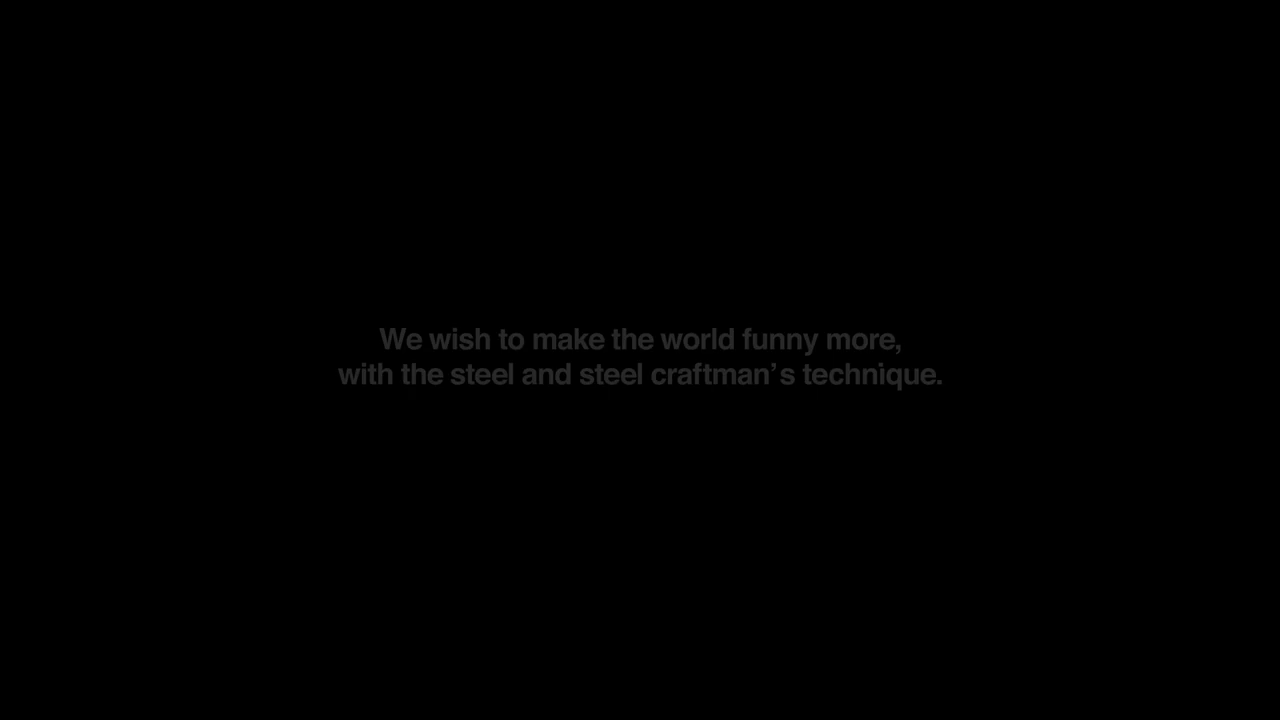 We wish to make the world funny more,
with the steel and steel craftman’s technique.